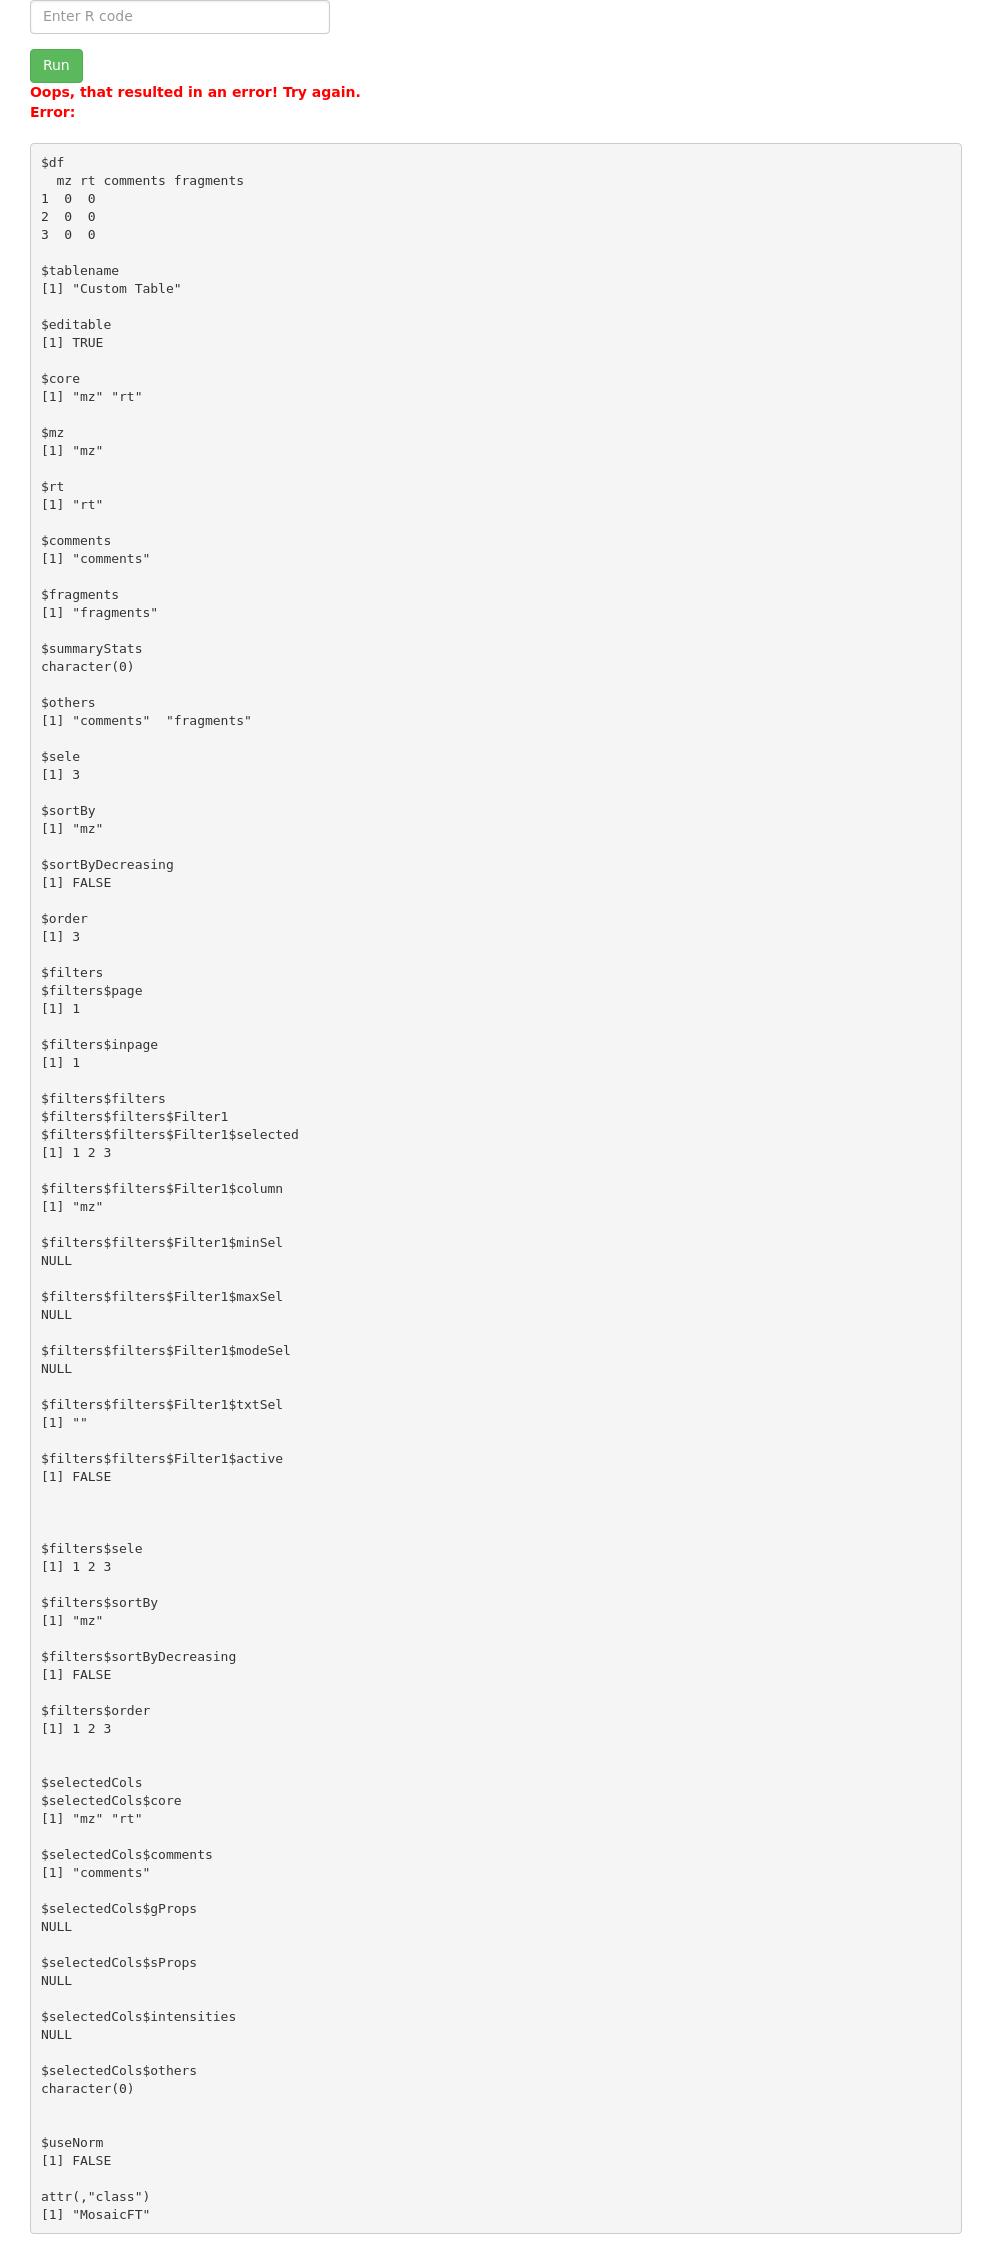 Enter R code
Run
Oops, that resulted in an error! Try again.
Error:
$df
  mz rt comments fragments
1  0  0
2  0  0
3  0  0
$tablename
[1] "Custom Table"
$editable
[1] TRUE
$core
[1] "mz" "rt"
$mz
[1] "mz"
$rt
[1] "rt"
$comments
[1] "comments"
$fragments
[1] "fragments"
$summaryStats
character(0)
$others
[1] "comments"  "fragments"
$sele
[1] 3
$sortBy
[1] "mz"
$sortByDecreasing
[1] FALSE
$order
[1] 3
$filters
$filters$page
[1] 1
$filters$inpage
[1] 1
$filters$filters
$filters$filters$Filter1
$filters$filters$Filter1$selected
[1] 1 2 3
$filters$filters$Filter1$column
[1] "mz"
$filters$filters$Filter1$minSel
NULL
$filters$filters$Filter1$maxSel
NULL
$filters$filters$Filter1$modeSel
NULL
$filters$filters$Filter1$txtSel
[1] ""
$filters$filters$Filter1$active
[1] FALSE
$filters$sele
[1] 1 2 3
$filters$sortBy
[1] "mz"
$filters$sortByDecreasing
[1] FALSE
$filters$order
[1] 1 2 3
$selectedCols
$selectedCols$core
[1] "mz" "rt"
$selectedCols$comments
[1] "comments"
$selectedCols$gProps
NULL
$selectedCols$sProps
NULL
$selectedCols$intensities
NULL
$selectedCols$others
character(0)
$useNorm
[1] FALSE
attr(,"class")
[1] "MosaicFT"